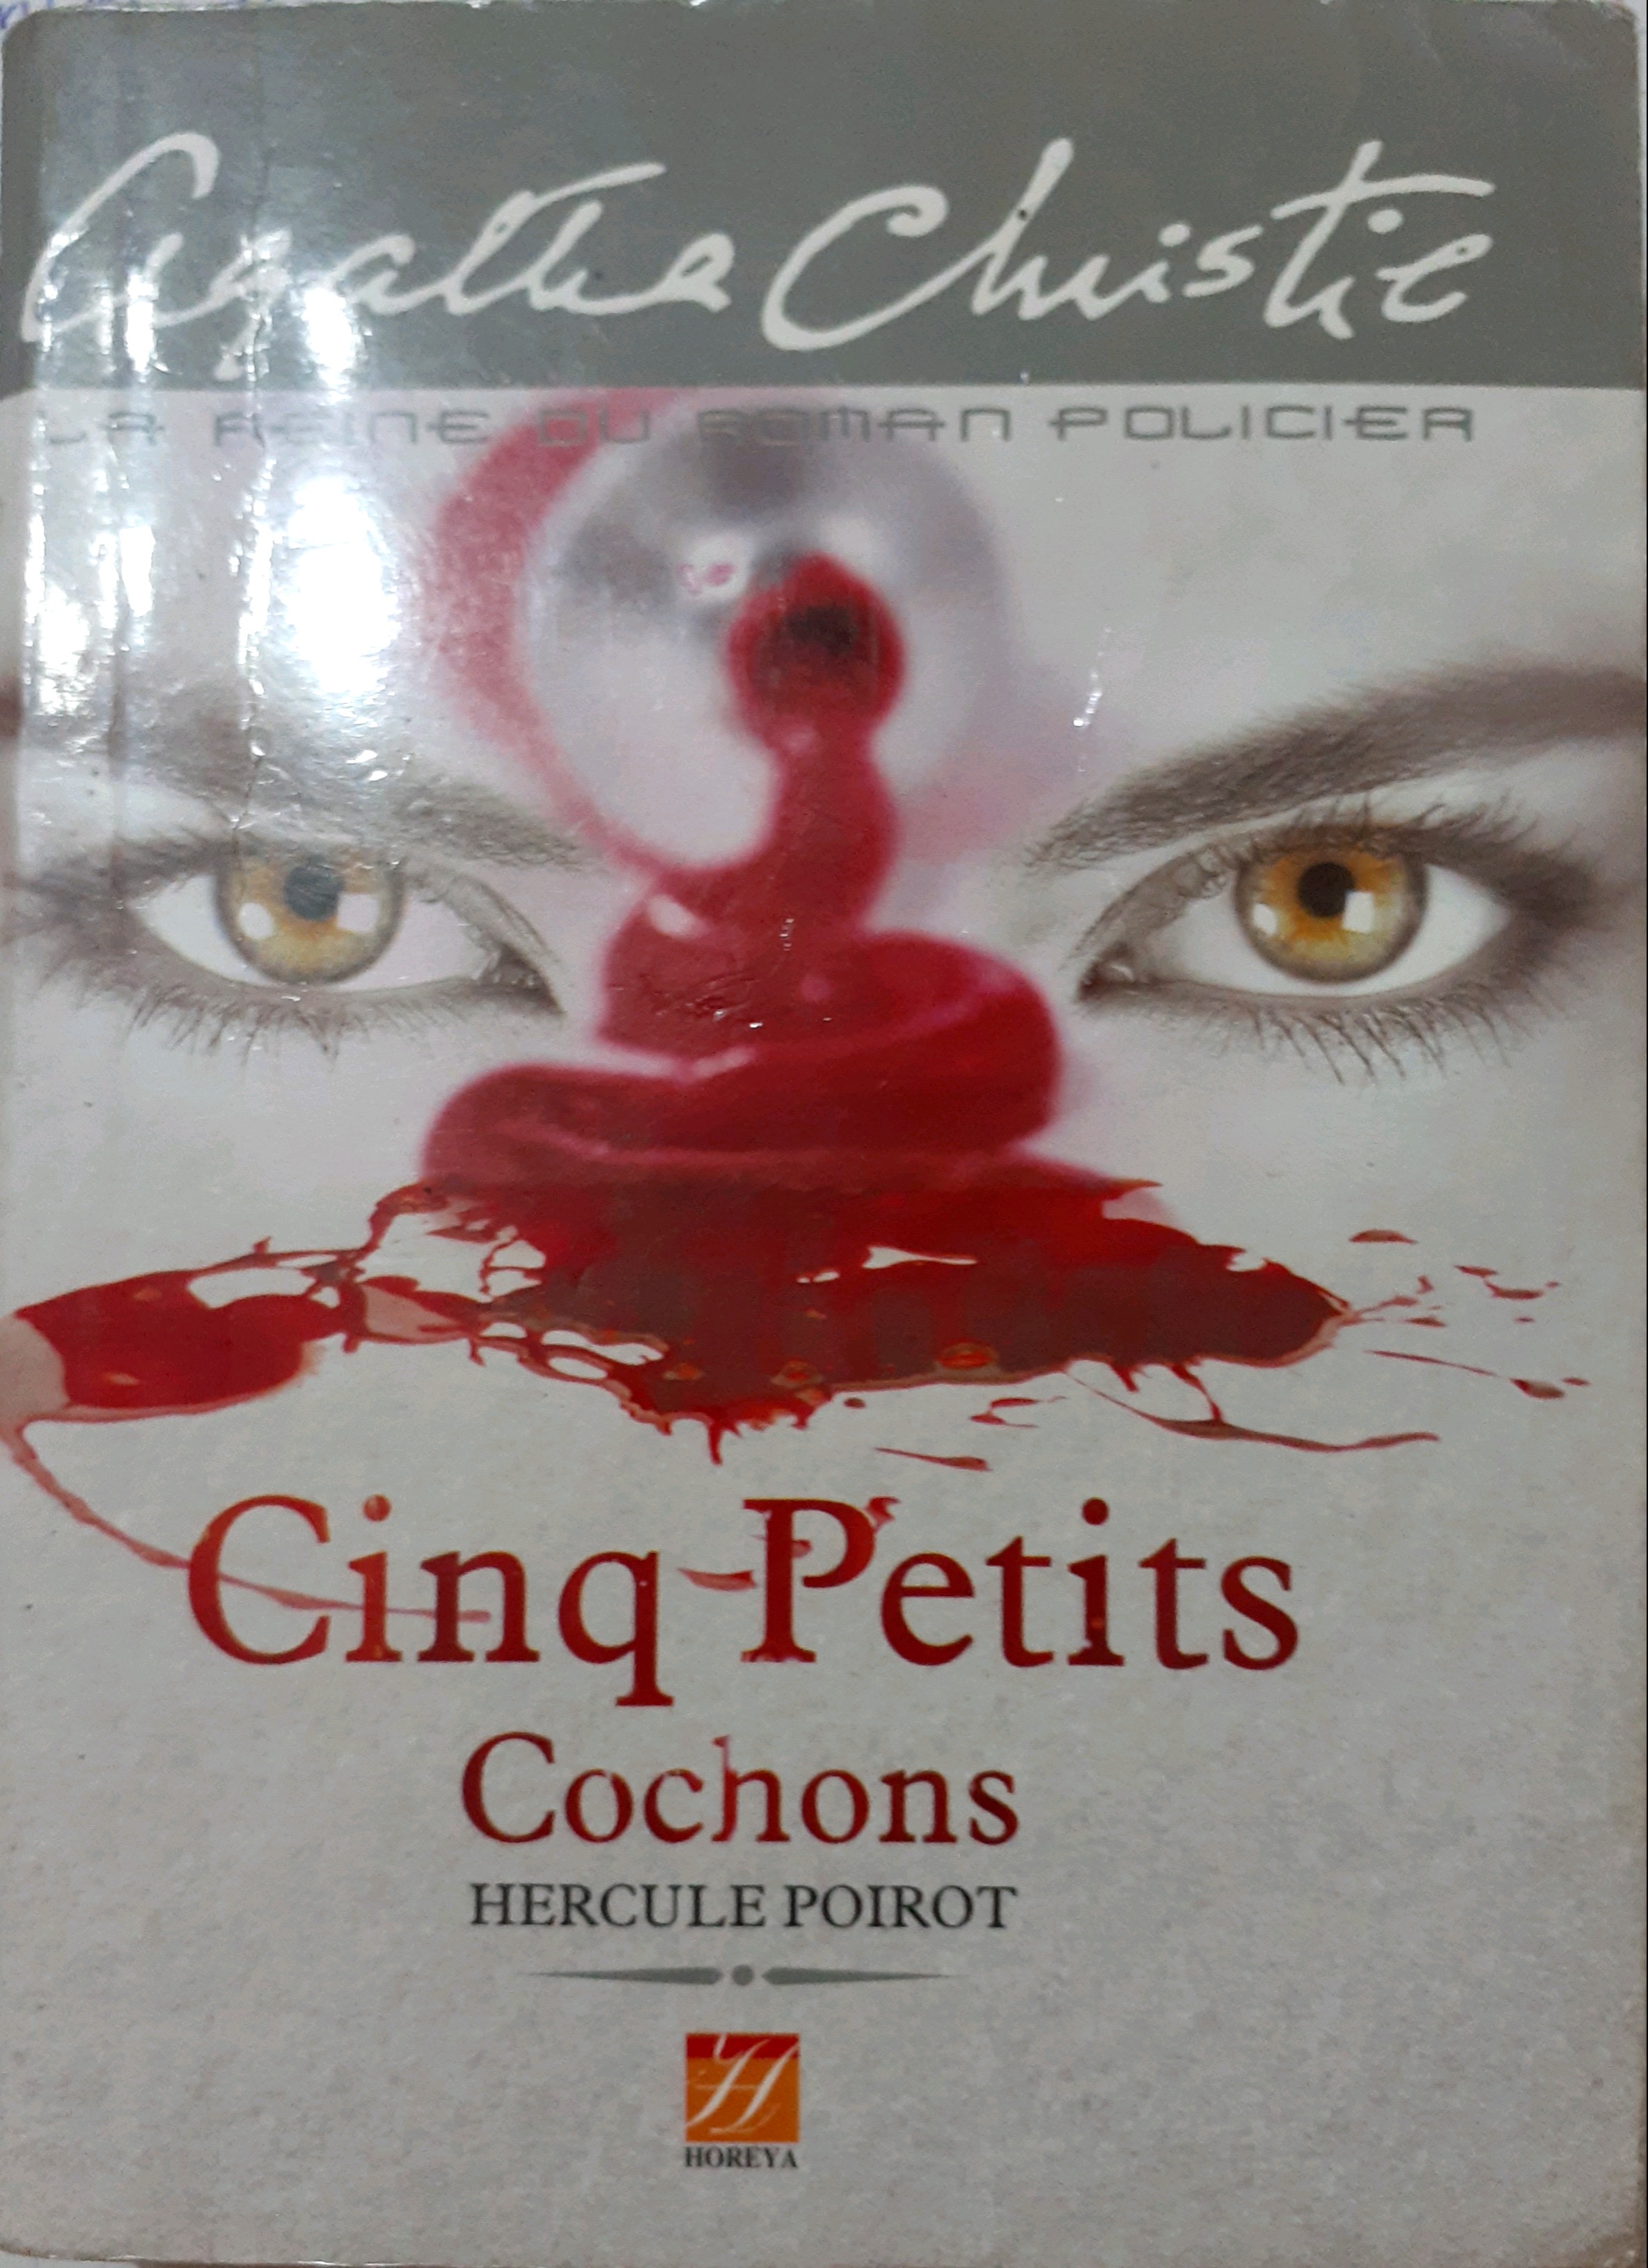 Agatha Christie
LA REINE DU ROMAN POLICIER
Cinq Petits
Cochons
HERCULE POIROT
H
HOREYA